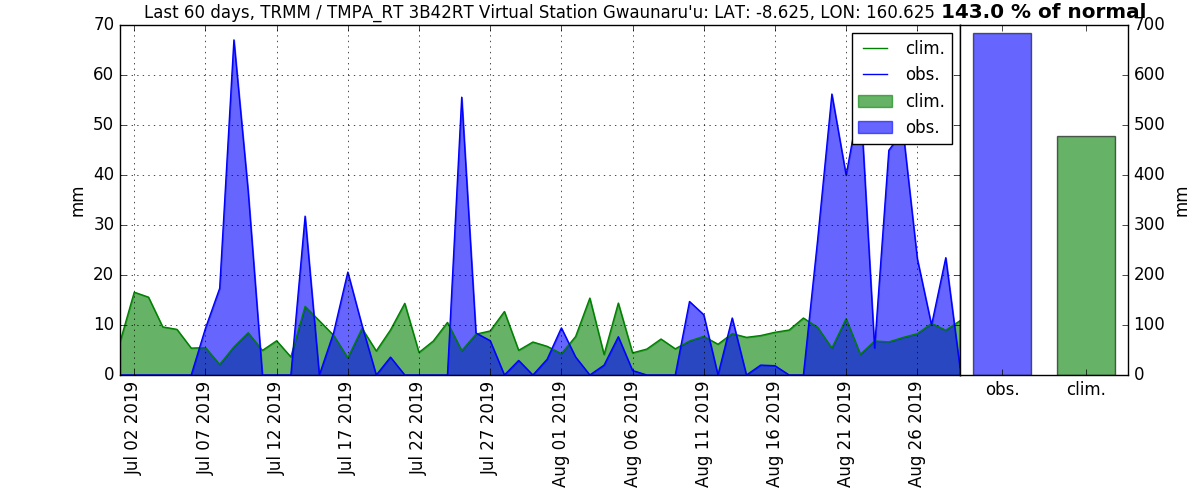 Last 60 days, TRMM / TMPA_RT 3B42RT Virtual Station Gwaunaru'u: LAT: -8.625, LON: 160.625 143.0 % of normal
70
60
50
40
30
20
10
0
mm
clim.
obs.
clim.
obs.
Jul 02 2019
Jul 07 2019
Jul 12 2019
Jul 17 2019
Jul 22 2019
Jul 27 2019
Aug 01 2019
Aug 06 2019
Aug 11 2019
Aug 16 2019
Aug 21 2019
Aug 26 2019
700
600
500
400
300
200
100
0
mm
obs.
clim.